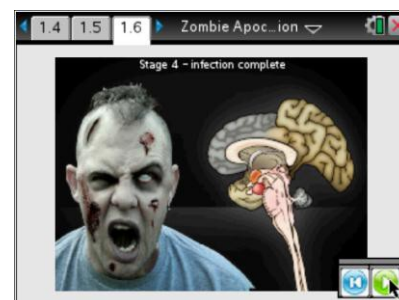 1.4 1.5 1.6 Zombie Apoc…ion
Stage 4 – infection complete